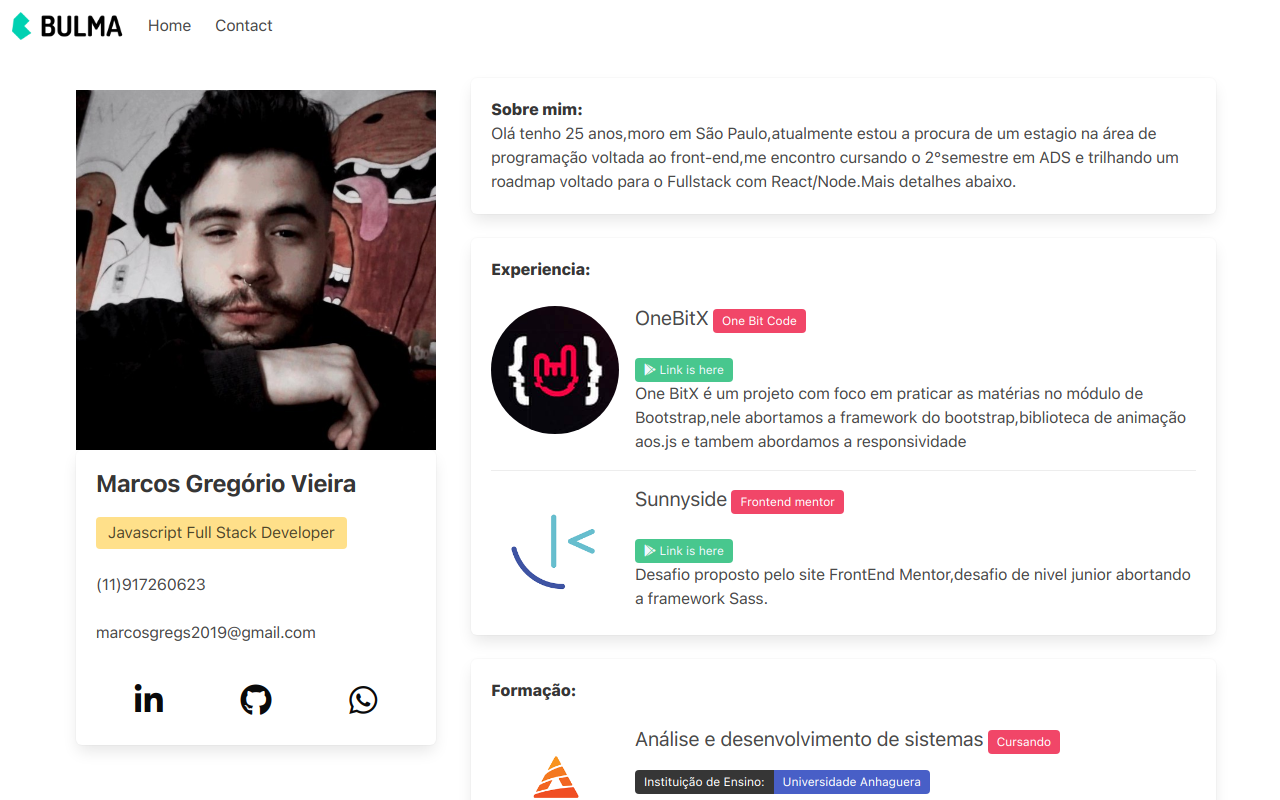 BULMA Home Contact
Marcos Gregório Vieira
Javascript Full Stack Developer
(11)917260623
marcosgregs2019@gmail.com
Sobre mim:
Olá tenho 25 anos,moro em São Paulo,atualmente estou a procura de um estagio na área de
programação voltada ao front-end,me encontro cursando o 2°semestre em ADS e trilhando um
roadmap voltado para o Fullstack com React/Node.Mais detalhes abaixo.
Experiencia:
OneBitX One Bit Code
Link is here
One BitX é um projeto com foco em praticar as matérias no módulo de
Bootstrap,nele abortamos a framework do bootstrap,biblioteca de animação
aos.js e tambem abordamos a responsividade
Sunnyside Frontend mentor
Link is here
Desafio proposto pelo site FrontEnd Mentor,desafio de nivel junior abortando
a framework Sass.
Formação:
Análise e desenvolvimento de sistemas Cursando
Instituição de Ensino: Universidade Anhaguera